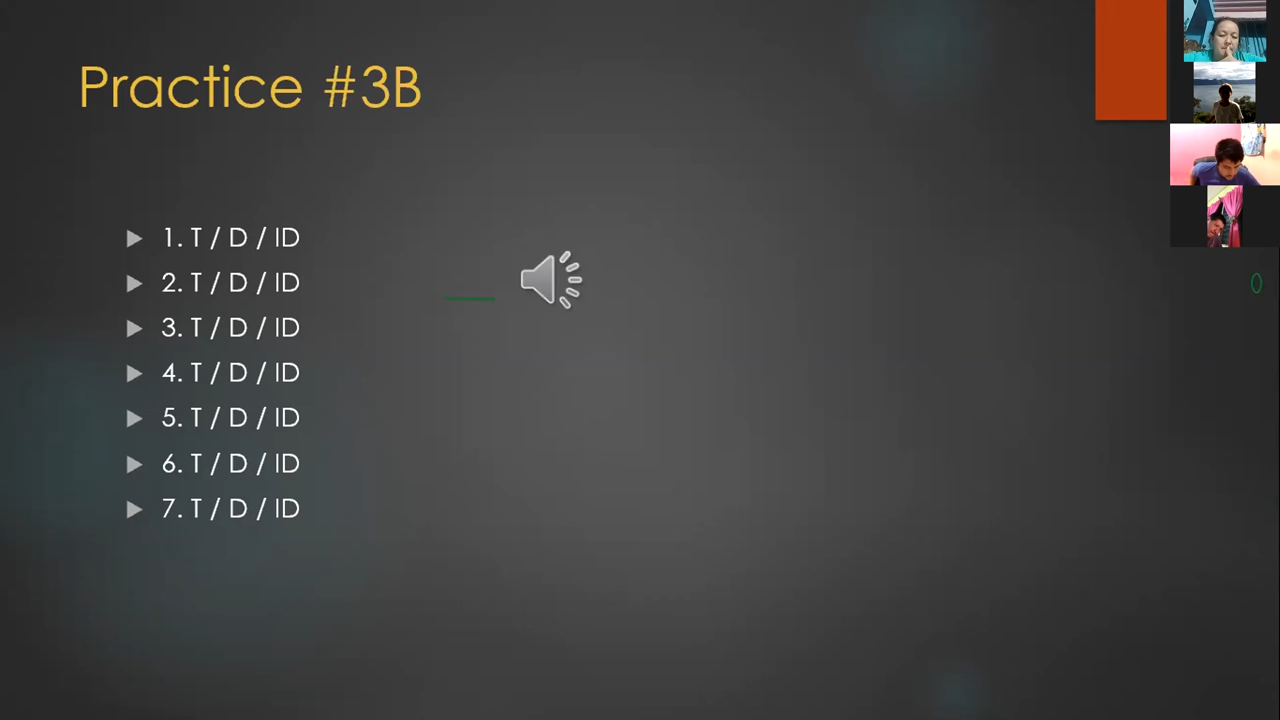 Practice #3B
1. T / D / ID
2. T / D / ID
3. T / D / ID
4. T / D / ID
5. T / D / ID
6. T / D / ID
7. T / D / ID